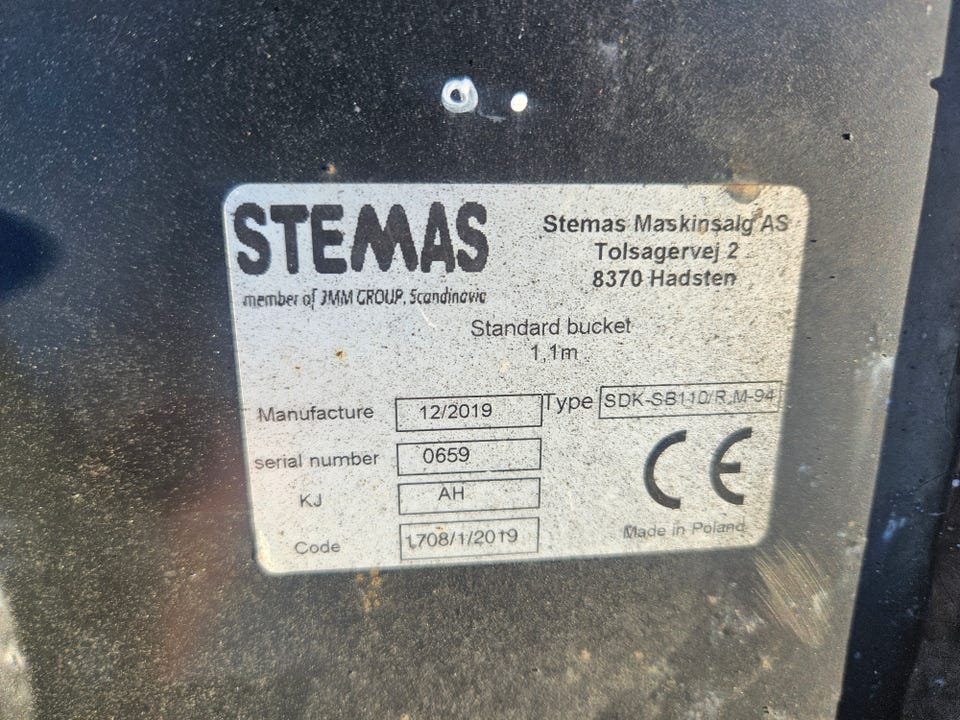 STEMAS
member of JMM GROUP, Scandinavia
Stemas Maskinsalg AS
Tolsagervej 2
8370 Hadsten
Standard bucket
1,1m
Manufacture 12/2019 Type SDK-SB110/R,M-94
serial number 0659
KJ AH
Code 1708/1/2019
CE
Made in Poland